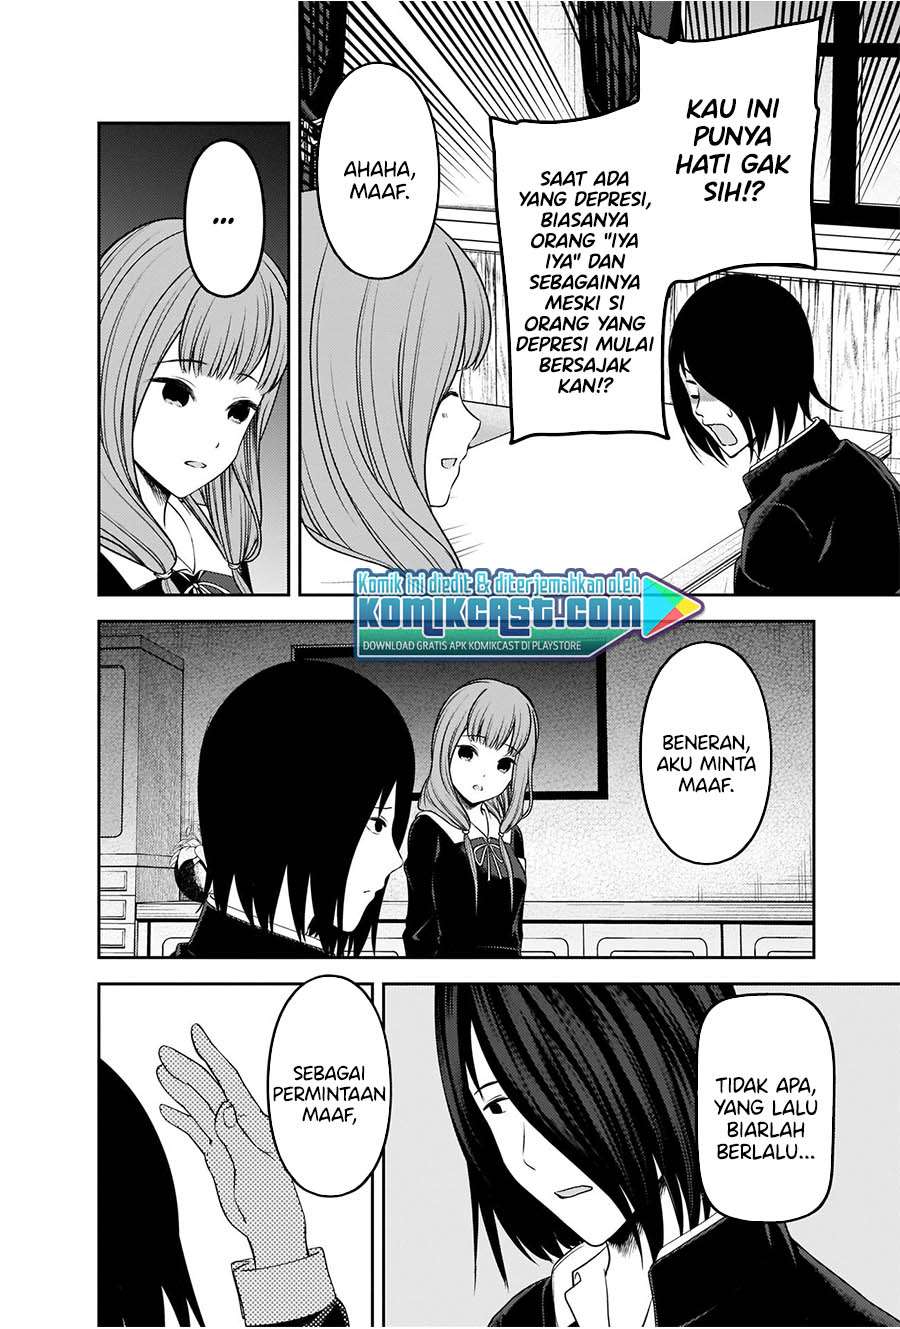 KAU INI
PUNYA
HATI GAK
SIH!?
SAAT ADA
YANG DEPRESI,
BIASANYA
ORANG "IYA
IYA" DAN
SEBAGAINYA
MESKI SI
ORANG YANG
DEPRESI MULAI
BERSAJAK
KAN!?
AHAHA,
MAAF.
...
Komik ini diedit & diterjemahkan oleh
KOMIKCAST.COM
DOWNLOAD GRATIS APK KOMIKCAST DI PLAYSTORE
BENERAN,
AKU MINTA
MAAF.
TIDAK APA,
YANG LALU
BIARLAH
BERLALU...
SEBAGAI
PERMINTAAN
MAAF,